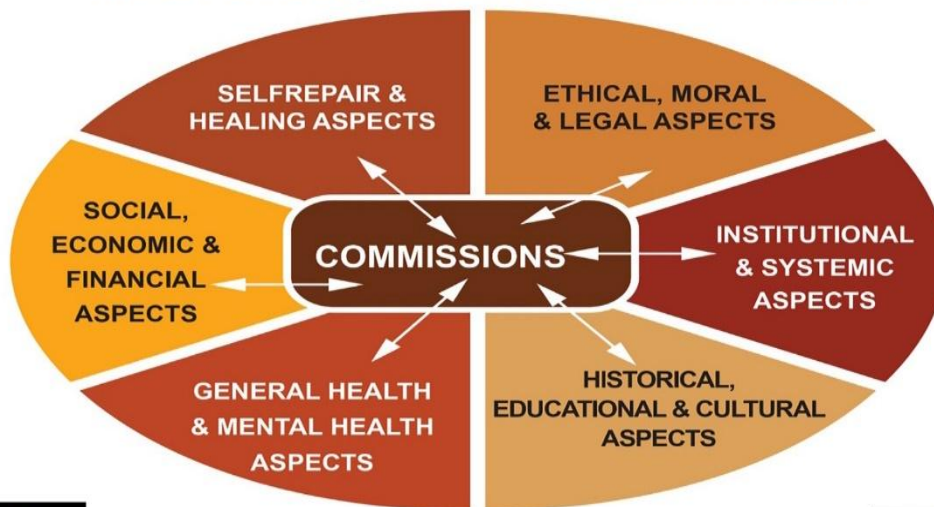 SELFREPAIR &
HEALING ASPECTS
ETHICAL, MORAL
& LEGAL ASPECTS
SOCIAL,
ECONOMIC &
FINANCIAL
ASPECTS
COMMISSIONS
INSTITUTIONAL
& SYSTEMIC
ASPECTS
GENERAL HEALTH
& MENTAL HEALTH
ASPECTS
HISTORICAL,
EDUCATIONAL & CULTURAL
ASPECTS